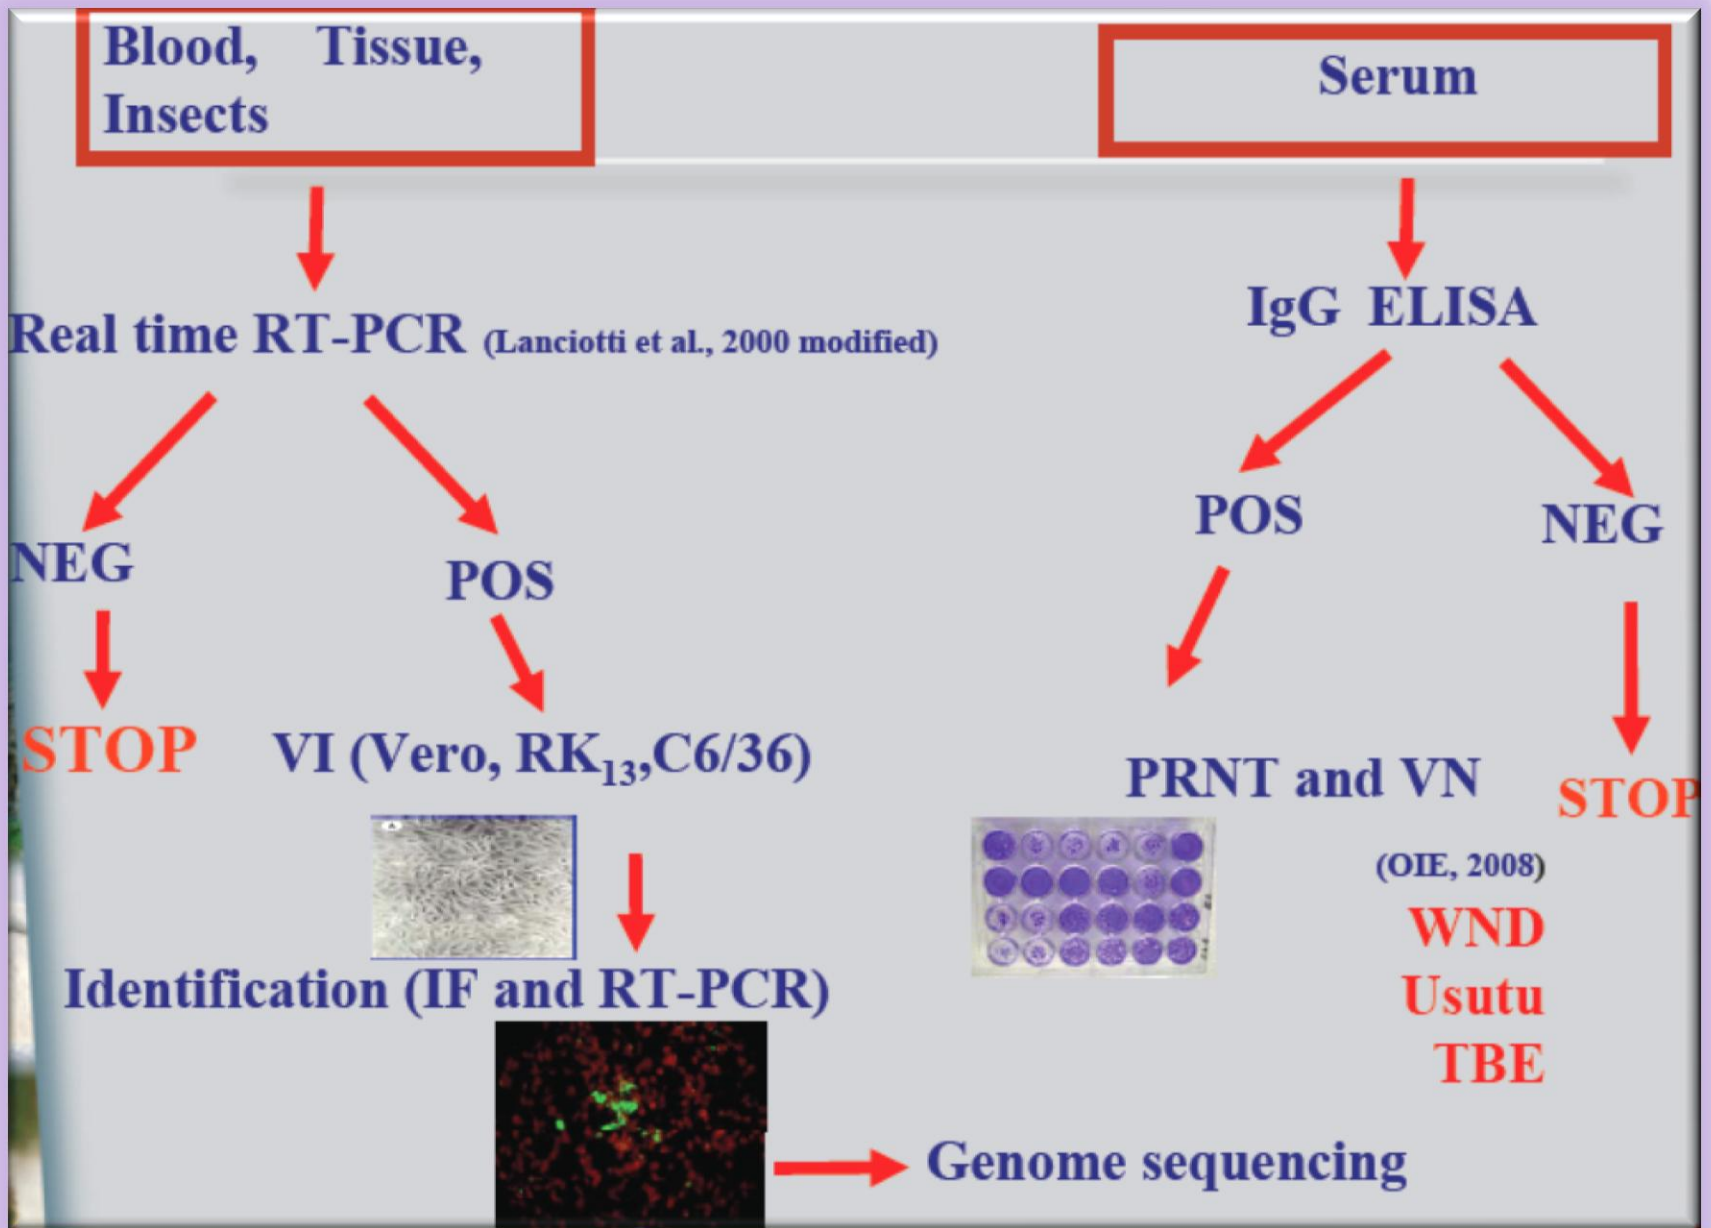 Blood, Tissue,
Insects
Serum
Real time RT-PCR (Lanciotti et al., 2000 modified)
IgG ELISA
NEG
POS
POS
NEG
STOP
VI (Vero, RK13,C6/36)
PRNT and VN
STOP
(OIE, 2008)
WND
Usutu
TBE
Identification (IF and RT-PCR)
Genome sequencing